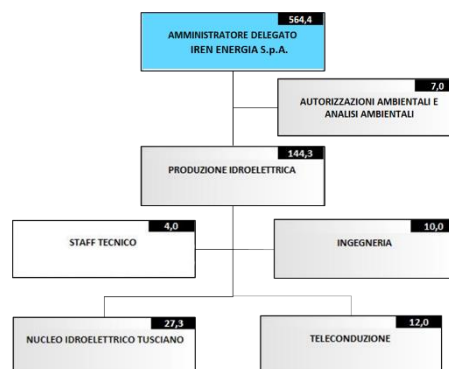 564,4
AMMINISTRATORE DELEGATO
IREN ENERGIA S.p.A.
7,0
AUTORIZZAZIONI AMBIENTALI E
ANALISI AMBIENTALI
144,3
PRODUZIONE IDROELETTRICA
4,0
STAFF TECNICO
10,0
INGEGNERIA
27,3
NUCLEO IDROELETTRICO TUSCIANO
12,0
TELECONDUZIONE